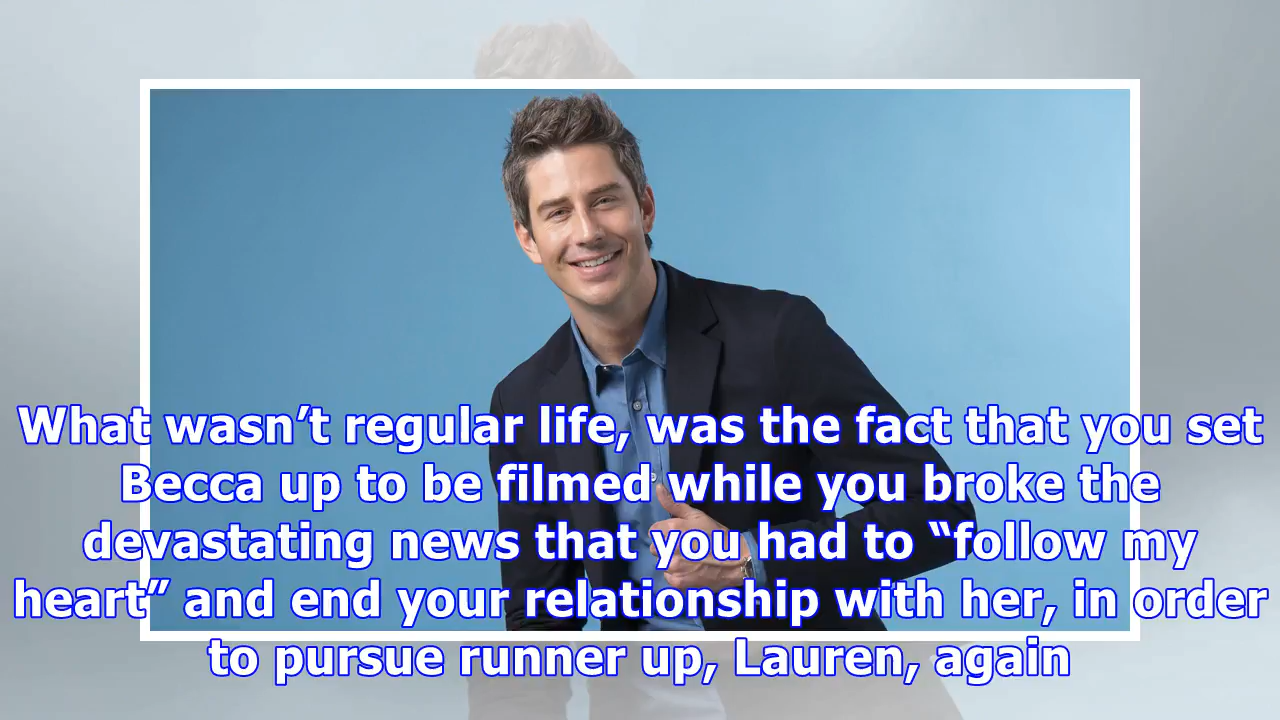 What wasn’t regular life, was the fact that you set
Becca up to be filmed while you broke the
devastating news that you had to “follow my
heart” and end your relationship with her, in order
to pursue runner up, Lauren, again